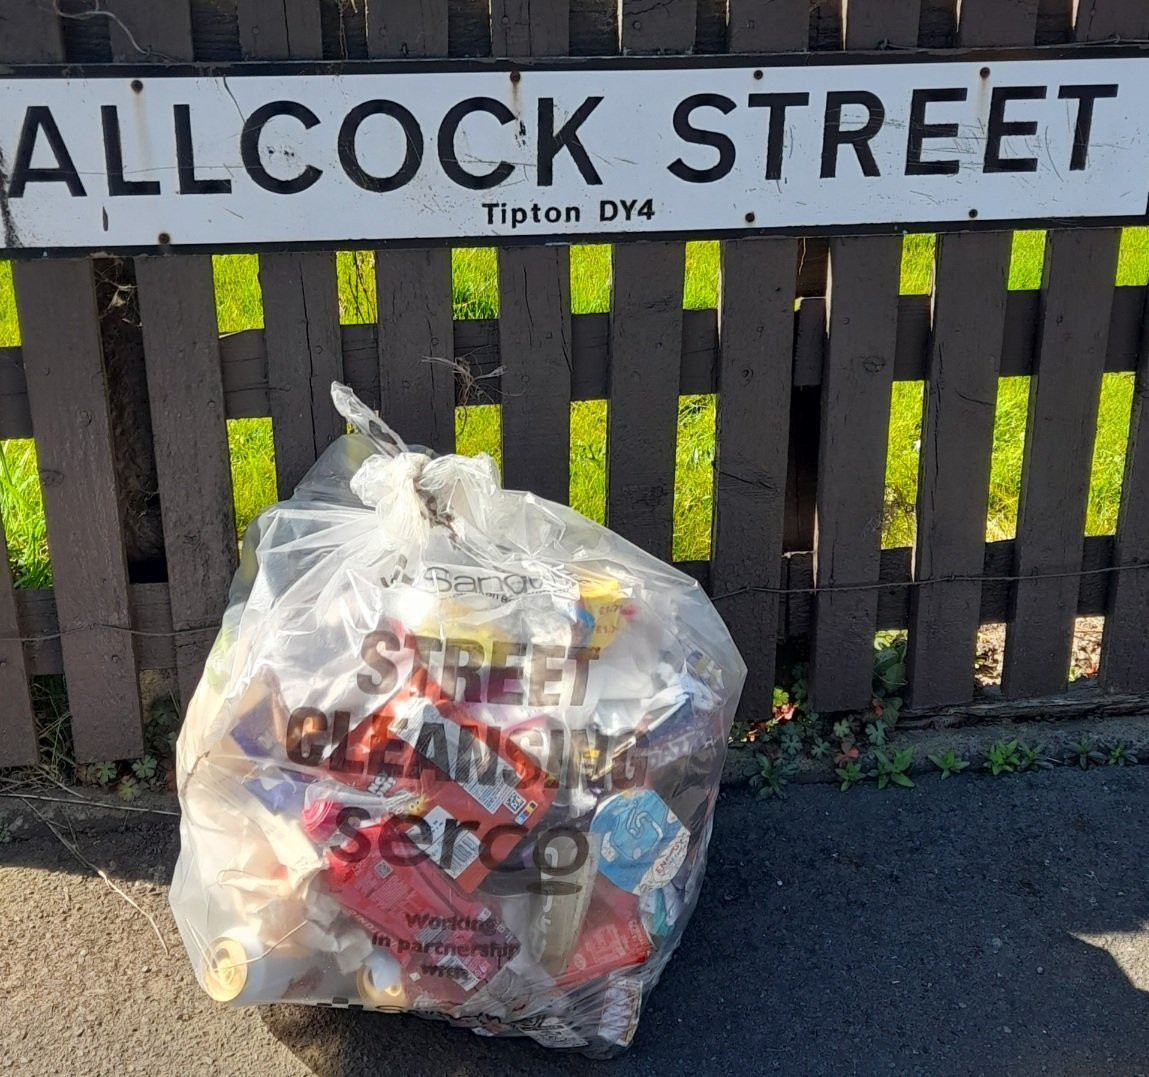 ALLCOCK STREET
Tipton DY4
STREET
CLEANSING
serco
Working
in partnership
with